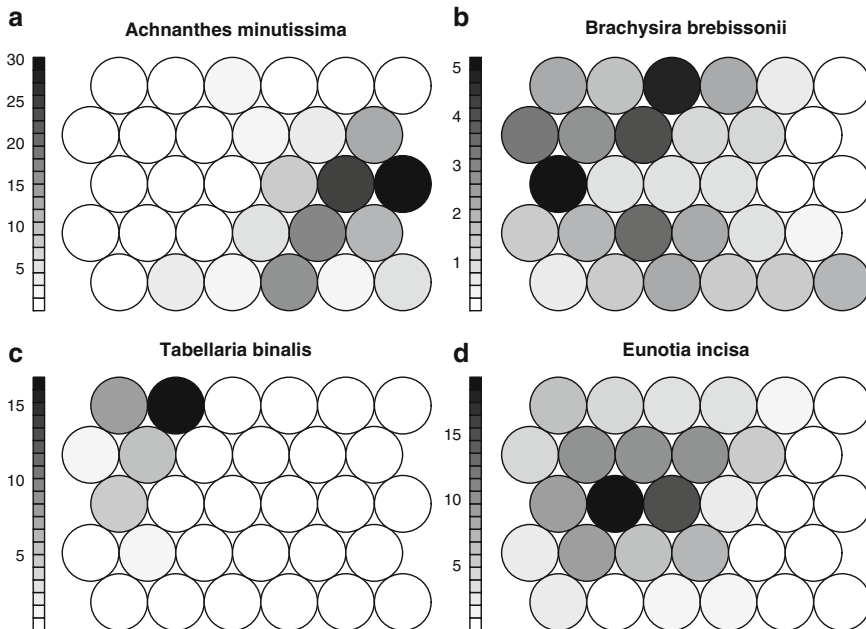 a
Achnanthes minutissima
30
25
20
15
10
5
b
Brachysira brebissonii
5
4
3
2
1
c
Tabellaria binalis
15
10
5
d
Eunotia incisa
15
10
5